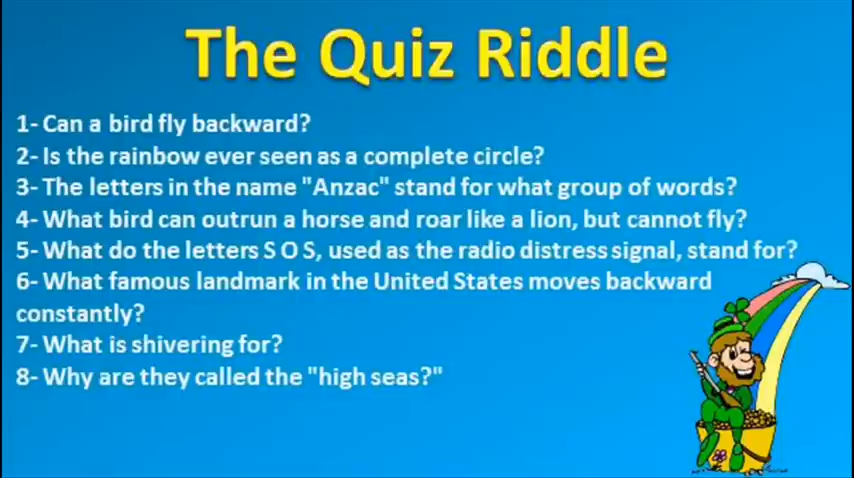 The Quiz Riddle
1- Can a bird fly backward?
2- Is the rainbow ever seen as a complete circle?
3- The letters in the name "Anzac" stand for what group of words?
4- What bird can outrun a horse and roar like a lion, but cannot fly?
5- What do the letters S O S, used as the radio distress signal, stand for?
6- What famous landmark in the United States moves backward
constantly?
7- What is shivering for?
8- Why are they called the "high seas?"